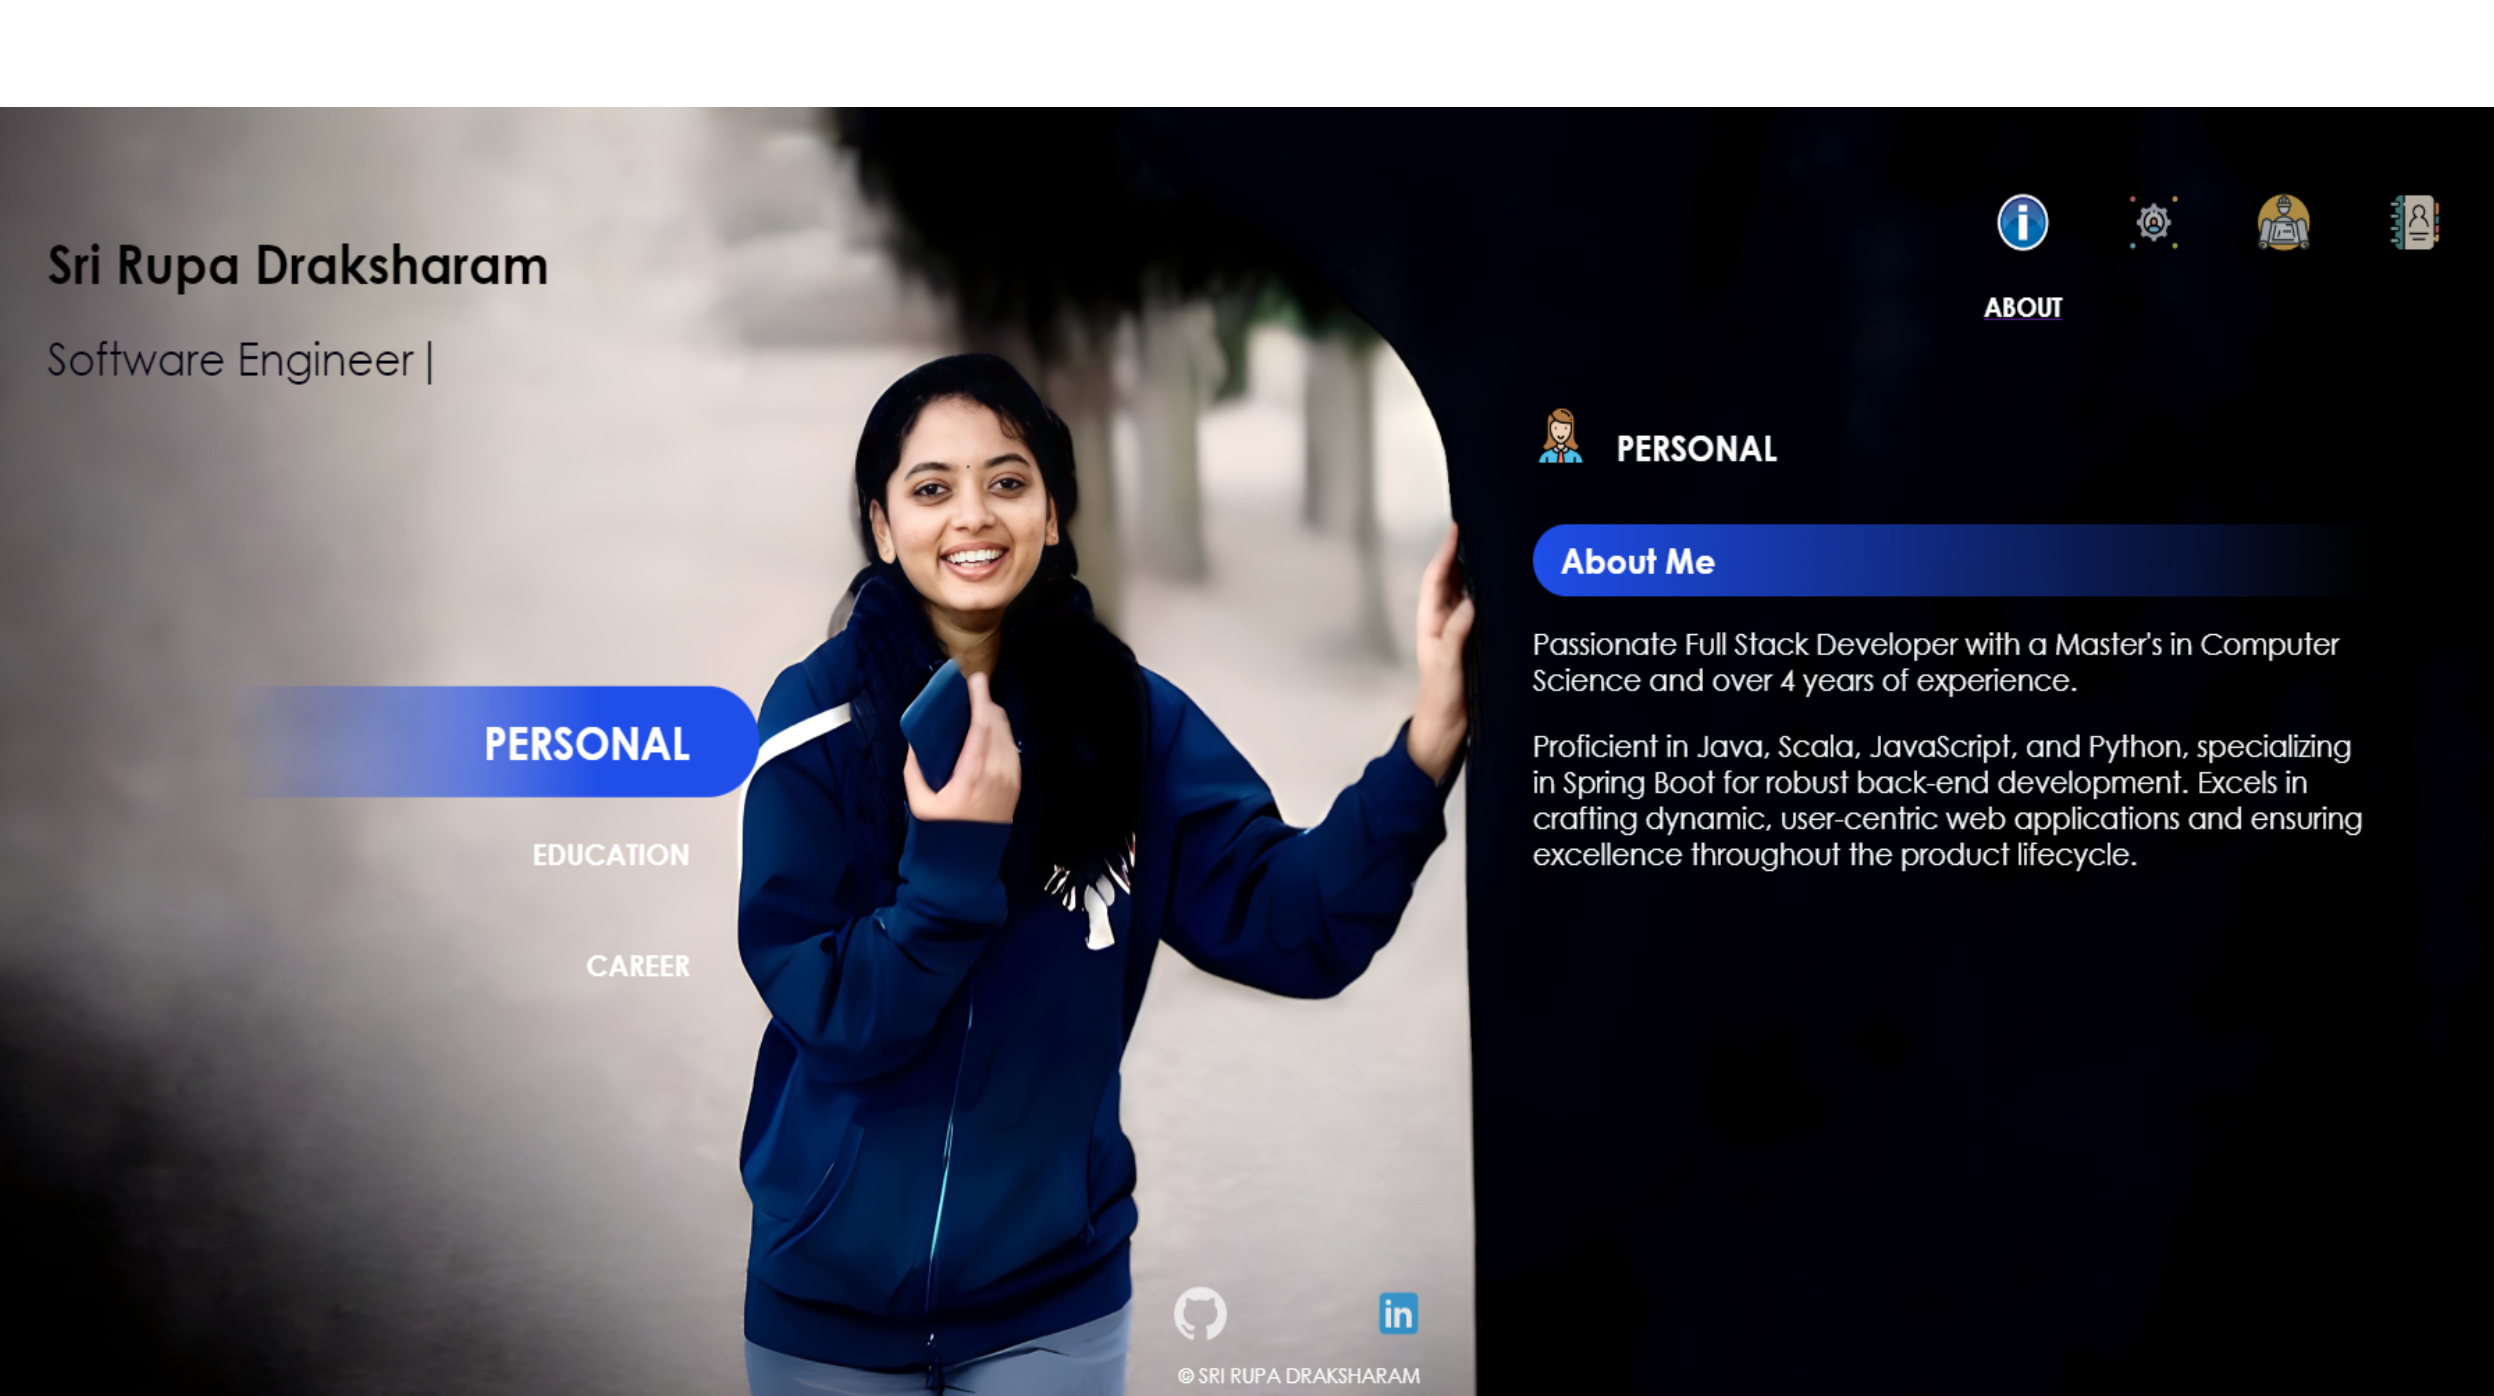 Sri Rupa Draksharam
Software Engineer|
PERSONAL
EDUCATION
CAREER
ABOUT
PERSONAL
About Me
Passionate Full Stack Developer with a Master's in Computer
Science and over 4 years of experience.
Proficient in Java, Scala, JavaScript, and Python, specializing
in Spring Boot for robust back-end development. Excels in
crafting dynamic, user-centric web applications and ensuring
excellence throughout the product lifecycle.
in
© SRI RUPA DRAKSHARAM